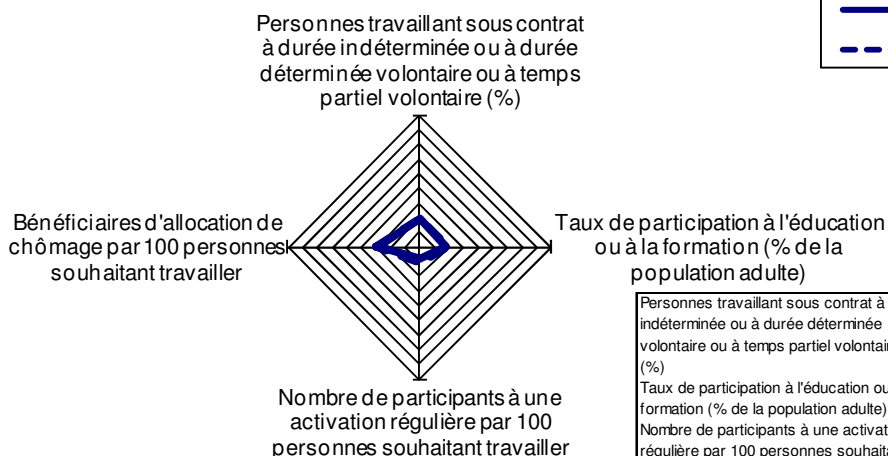 Personnes travaillant sous contrat
à durée indéterminée ou à durée
déterminée volontaire ou à temps
partiel volontaire (%)
Bénéficiaires d'allocation de
chômage par 100 personnes
souhaitant travailler
Taux de participation à l'éducation
ou à la formation (% de la
population adulte)
Nombre de participants à une
activation régulière par 100
personnes souhaitant travailler
Personnes travaillant sous contrat à
indéterminée ou à durée déterminée
volontaire ou à temps partiel volontai
(%)
Taux de participation à l'éducation ou
formation (% de la population adulte)
Nombre de participants à une activat
régulière par 100 personnes souhait